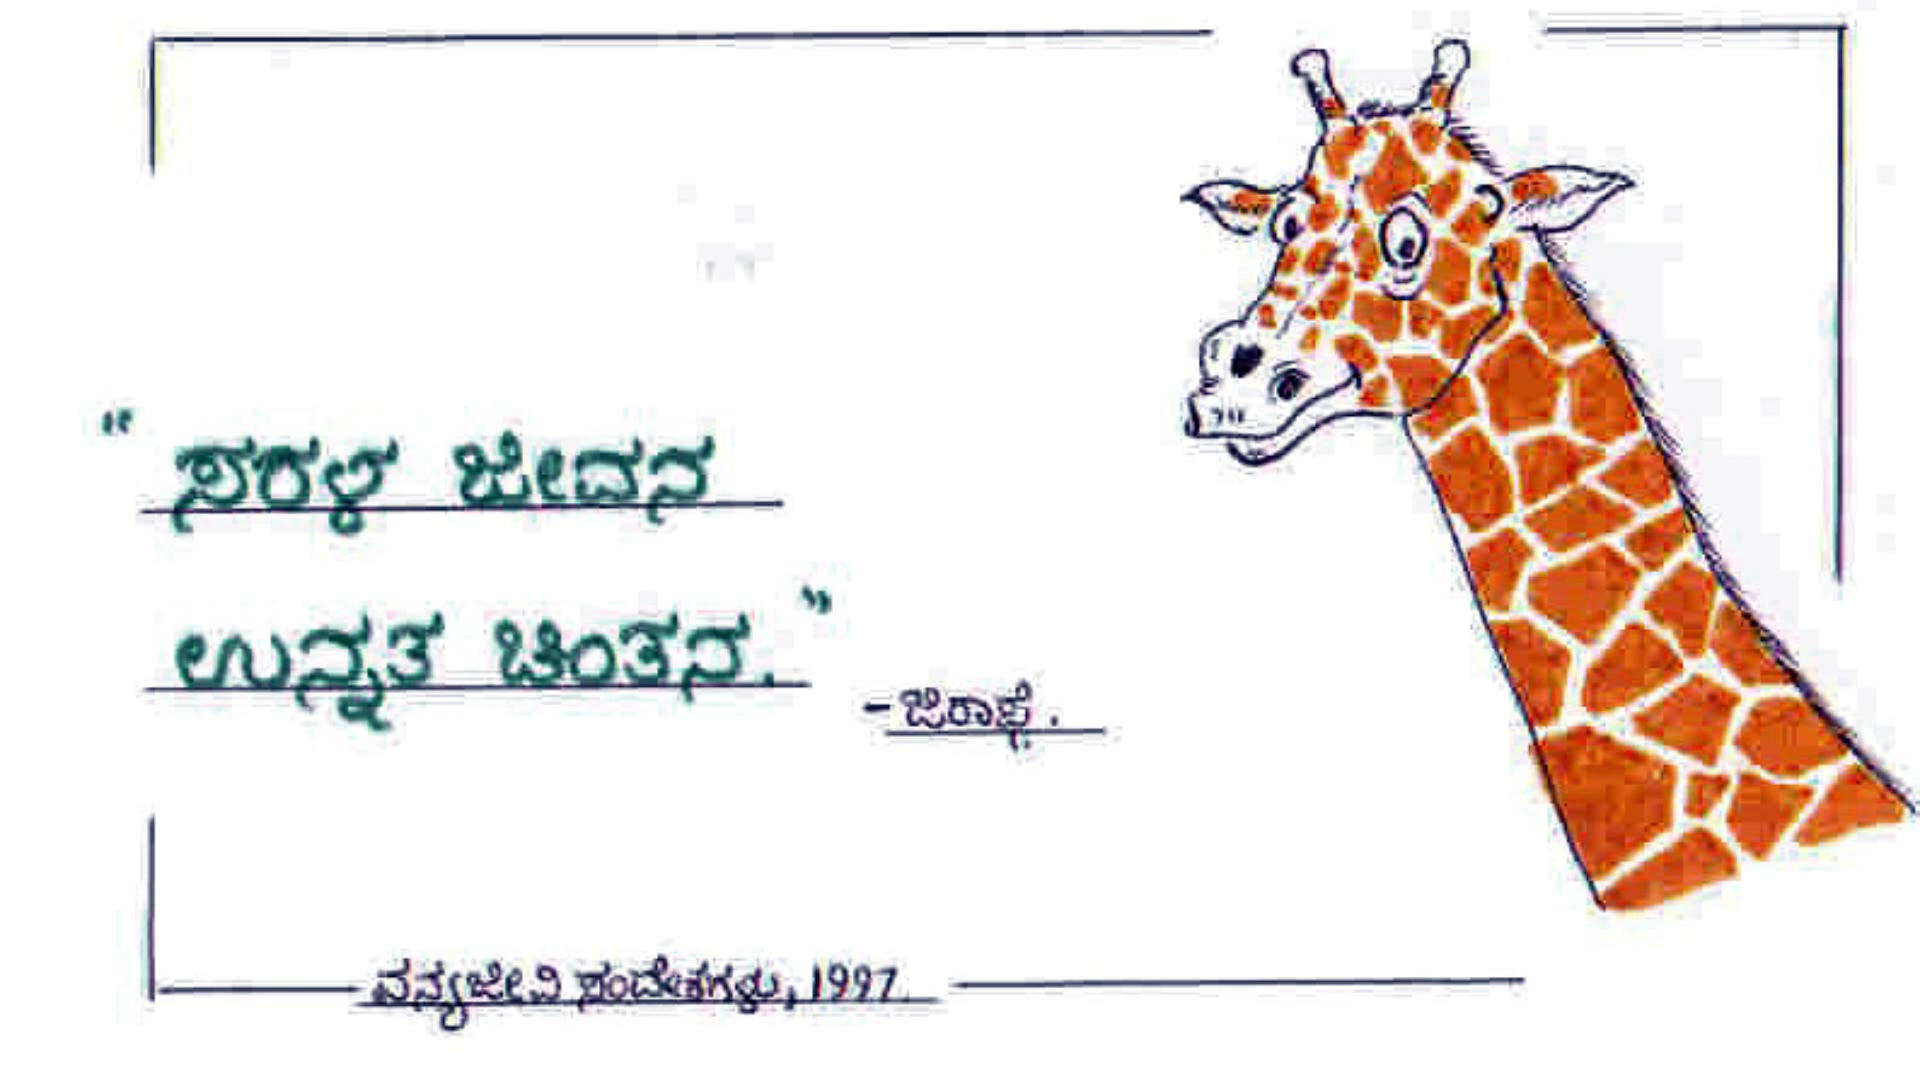 "ಸರಳ ಜೀವನ
ಉನ್ನತ ಚಿಂತನ."
- ಜಿರಾಫೆ.
ವನ್ಯಜೀವಿ ಸಂದೇಶಗಳು, 1997.